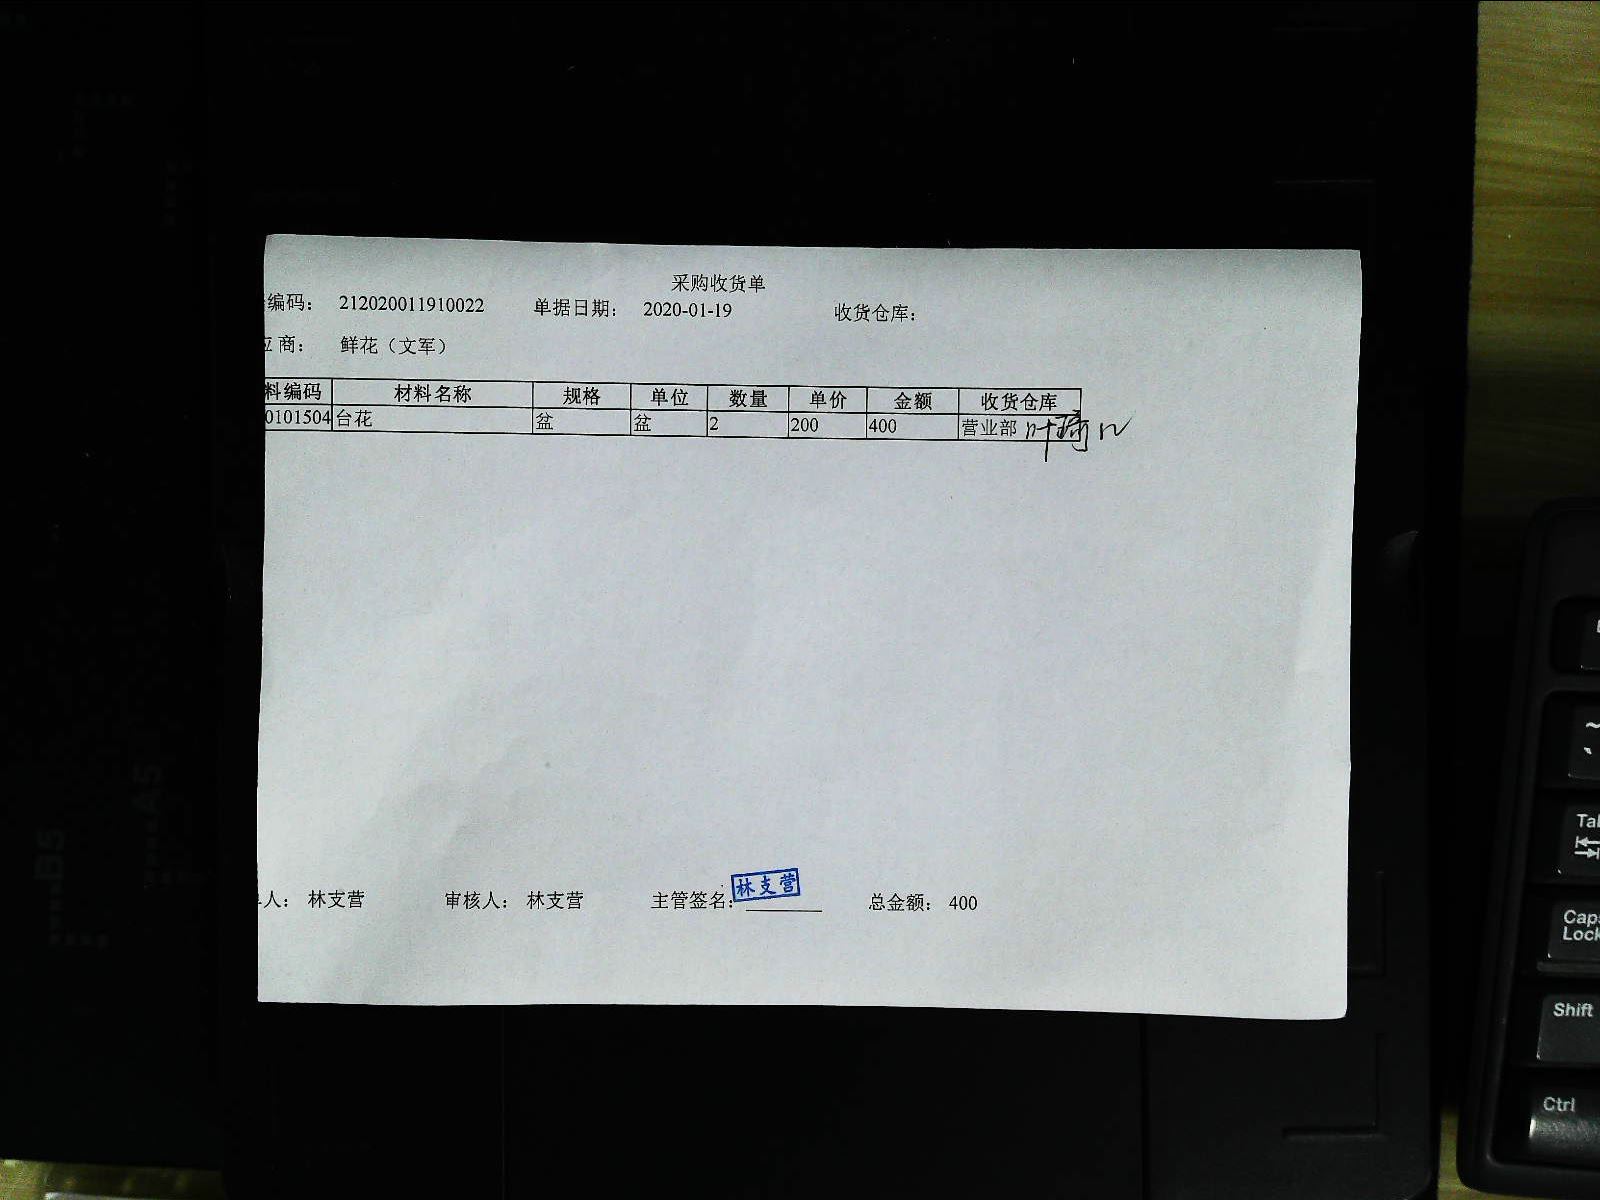 采购收货单
编码： 212020011910022 单据日期： 2020-01-19 收货仓库：
应商： 鲜花（文军）
料编码 材料名称 规格 单位 数量 单价 金额 收货仓库
0101504 台花 盆 盆 2 200 400 营业部
人： 林支营 审核人： 林支营 主管签名： 林支营 总金额： 400
B5
A5
Tab
Caps
Lock
Shift
Ctrl